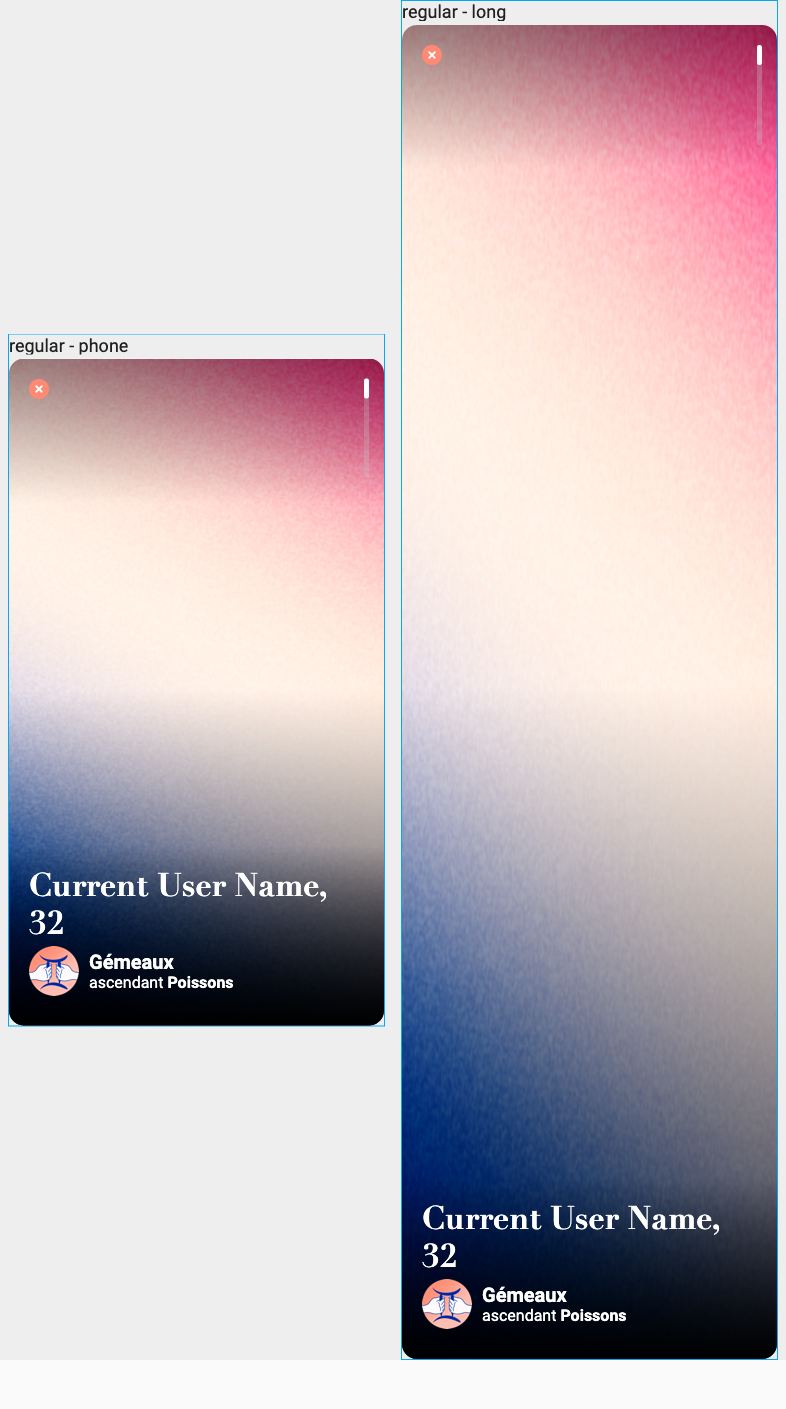 regular - long
regular - phone
Current User Name,
32
Gémeaux
ascendant Poissons
Current User Name,
32
Gémeaux
ascendant Poissons